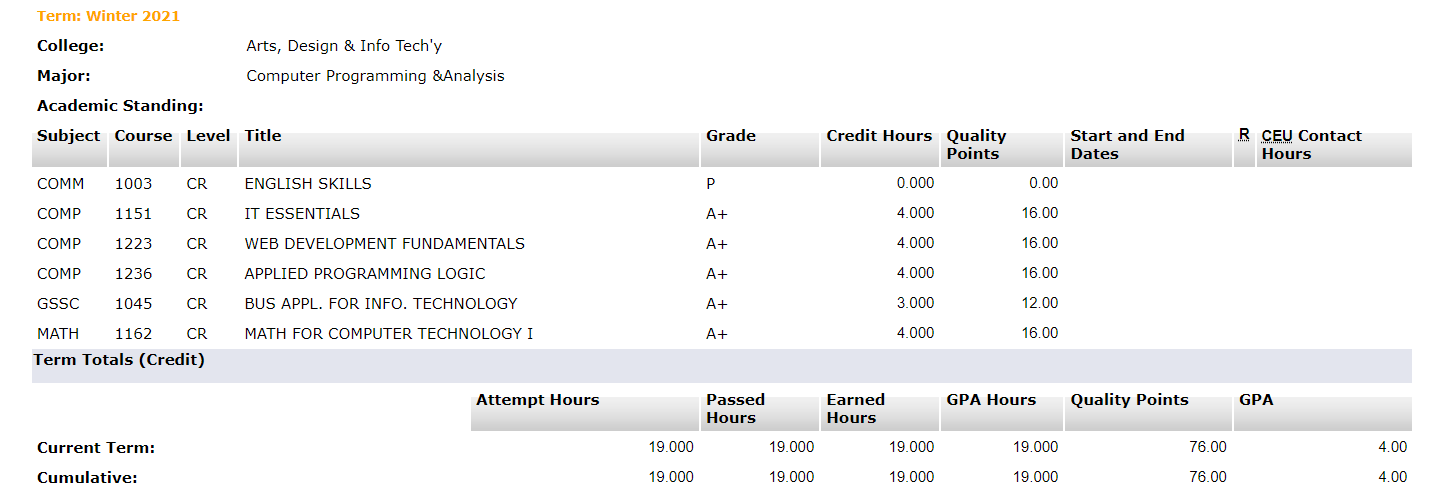 Term: Winter 2021
College: Arts, Design & Info Tech'y
Major: Computer Programming &Analysis
Academic Standing:
Subject Course Level Title Grade Credit Hours Quality Points Start and End Dates R CEU Contact Hours
COMM 1003 CR ENGLISH SKILLS P 0.000 0.00
COMP 1151 CR IT ESSENTIALS A+ 4.000 16.00
COMP 1223 CR WEB DEVELOPMENT FUNDAMENTALS A+ 4.000 16.00
COMP 1236 CR APPLIED PROGRAMMING LOGIC A+ 4.000 16.00
GSSC 1045 CR BUS APPL. FOR INFO. TECHNOLOGY A+ 3.000 12.00
MATH 1162 CR MATH FOR COMPUTER TECHNOLOGY I A+ 4.000 16.00
Term Totals (Credit)
Attempt Hours Passed Hours Earned Hours GPA Hours Quality Points GPA
Current Term: 19.000 19.000 19.000 19.000 76.00 4.00
Cumulative: 19.000 19.000 19.000 19.000 76.00 4.00